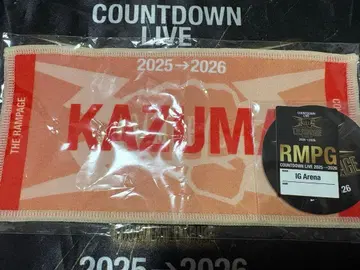 COUNTDOWN
LIVE
2025→2026
THE RAMPAGE
KAZUMA
RMPG
COUNTDOWN LIVE 2025→2026
IG Arena
26
2025→2026